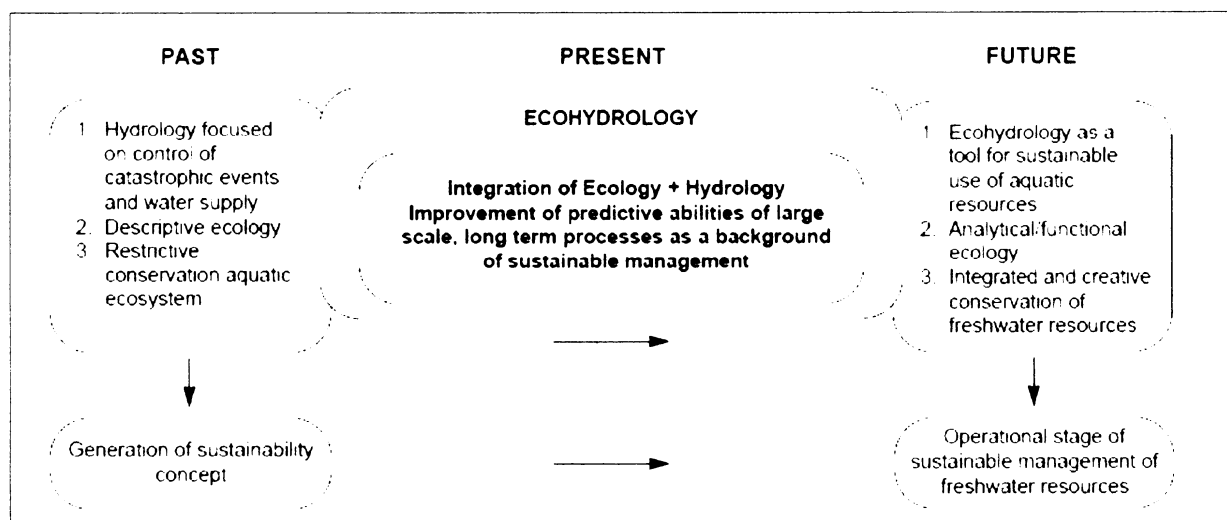 PAST
1 Hydrology focused
on control of
catastrophic events
and water supply
2. Descriptive ecology
3 Restrictive
conservation aquatic
ecosystem
Generation of sustainability
concept
PRESENT
ECOHYDROLOGY
Integration of Ecology + Hydrology
Improvement of predictive abilities of large
scale, long term processes as a background
of sustainable management
FUTURE
1 Ecohydrology as a
tool for sustainable
use of aquatic
resources
2. Analytical/functional
ecology
3. Integrated and creative
conservation of
freshwater resources
Operational stage of
sustainable management of
freshwater resources